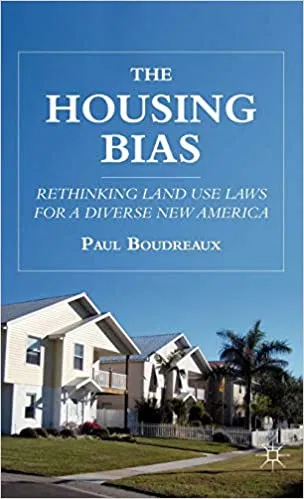 THE
HOUSING
BIAS
RETHINKING LAND USE LAWS
FOR A DIVERSE NEW AMERICA
PAUL BOUDREAUX